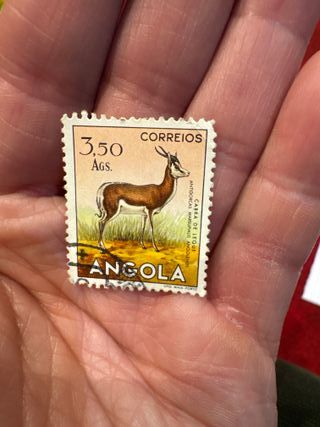 CORREIOS
3,50
AGS.
CABRA DE LEQUE
ANGOLA